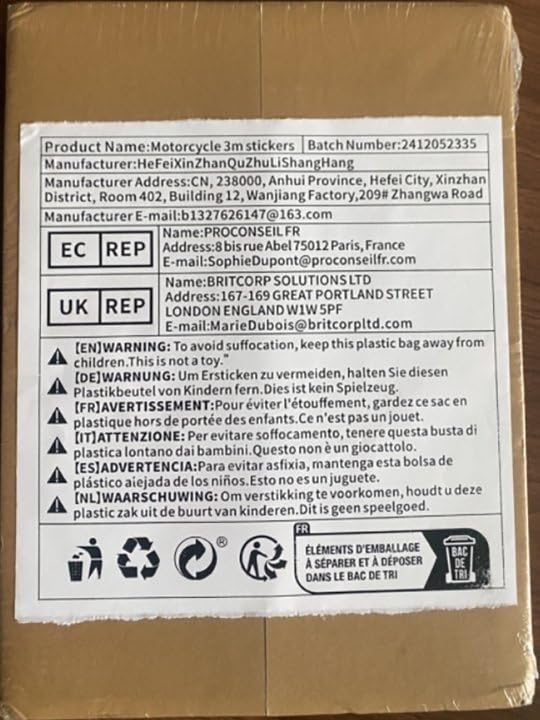 Product Name:Motorcycle 3m stickers Batch Number:2412052335
Manufacturer:HeFeiXinZhanQuZhuLiShangHang
Manufacturer Address:CN, 238000, Anhui Province, Hefei City, Xinzhan
District, Room 402, Building 12, Wanjiang Factory,209# Zhangwa Road
Manufacturer E-mail:b1327626147@163.com
EC REP
Name:PROCONSEIL FR
Address:8 bis rue Abel 75012 Paris, France
E-mail:SophieDupont@proconseilfr.com
UK REP
Name:BRITCORP SOLUTIONS LTD
Address:167-169 GREAT PORTLAND STREET
LONDON ENGLAND W1W 5PF
E-mail:MarieDubois@britcorpltd.com
[EN]WARNING: To avoid suffocation, keep this plastic bag away from
children.This is not a toy."
[DE]WARNUNG: Um Ersticken zu vermeiden, halten Sie diesen
Plastikbeutel von Kindern fern.Dies ist kein Spielzeug.
[FR]AVERTISSEMENT:Pour éviter l'étouffement, gardez ce sac en
plastique hors de portée des enfants.Ce n'est pas un jouet.
[IT]ATTENZIONE: Per evitare soffocamento, tenere questa busta di
plastica lontano dai bambini.Questo non è un giocattolo.
[ES]ADVERTENCIA:Para evitar asfixia, mantenga esta bolsa de
plástico aiejada de los niños.Esto no es un juguete.
[NL]WAARSCHUWING: Om verstikking te voorkomen, houdt u deze
plastic zak uit de buurt van kinderen.Dit is geen speelgoed.
®
FR
ÉLÉMENTS D'EMBALLAGE
À SÉPARER ET À DÉPOSER
DANS LE BAC DE TRI
BAC
DE
TRI